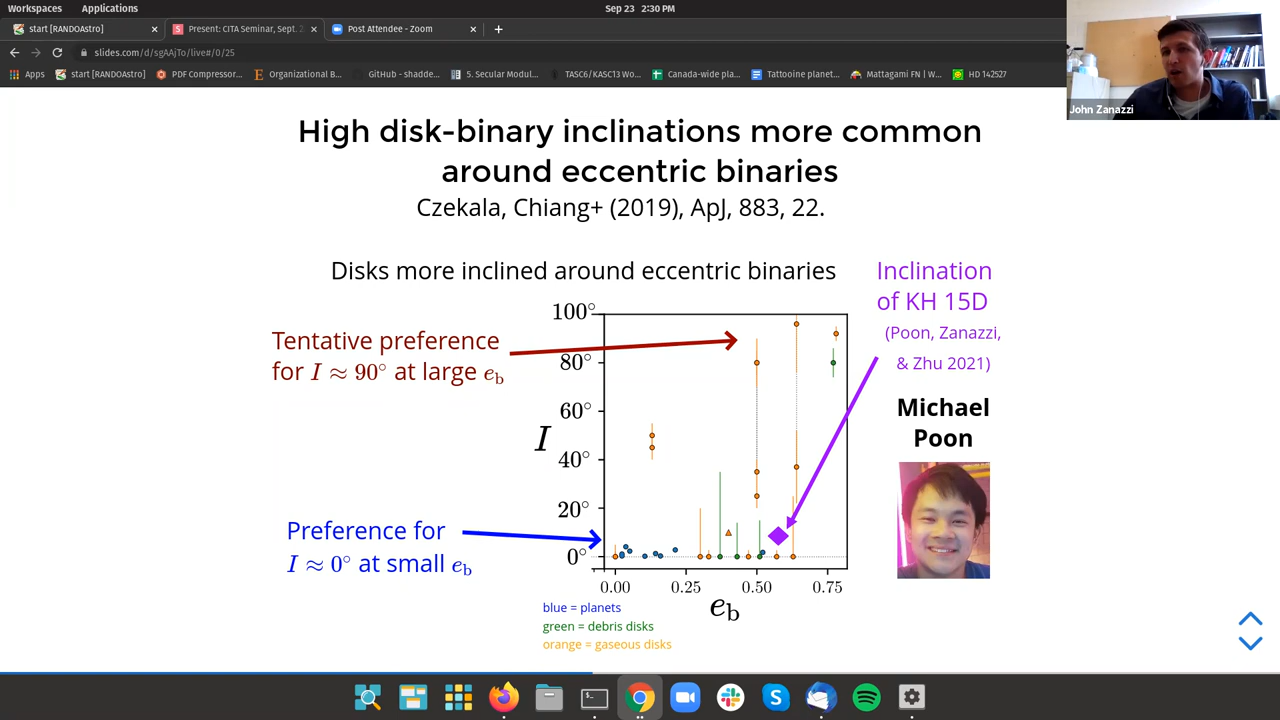 Workspaces Applications Sep 23 2:30 PM
start [RANDOAstro] Present: CITA Seminar, Sept. 2 Post Attendee - Zoom
slides.com/d/sgAAjTo/live#/0/25
Apps start [RANDOAstro] PDF Compressor... Organizational B... GitHub - shadde... 5. Secular Modul... TASC6/KASC13 Wo... Canada-wide pla... Tattooine planet... Mattagami FN | W... HD 142527
John Zanazzi
High disk-binary inclinations more common
around eccentric binaries
Czekala, Chiang+ (2019), ApJ, 883, 22.
Disks more inclined around eccentric binaries
Inclination
of KH 15D
(Poon, Zanazzi,
& Zhu 2021)
Michael
Poon
Tentative preference
for I ≈ 90° at large e_b
Preference for
I ≈ 0° at small e_b
100°
80°
60°
I
40°
20°
0°
0.00 0.25 0.50 0.75
e_b
blue = planets
green = debris disks
orange = gaseous disks